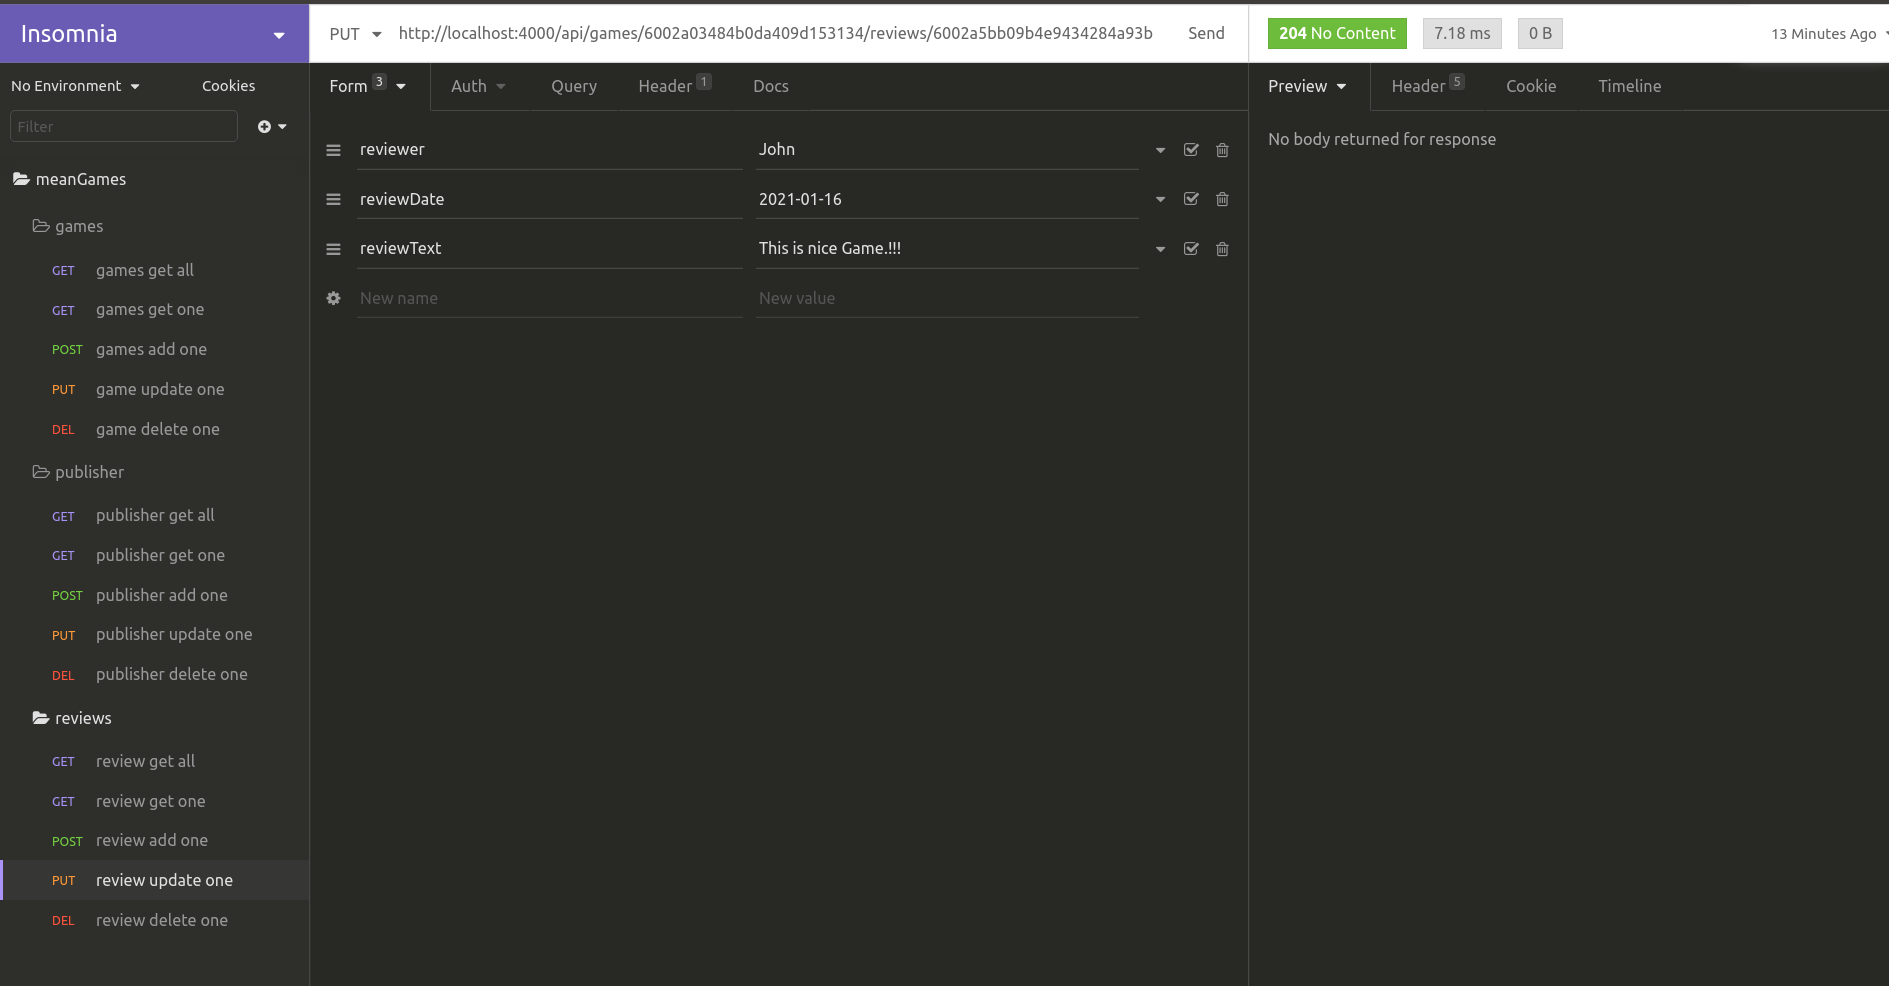 Insomnia
PUT http://localhost:4000/api/games/6002a03484b0da409d153134/reviews/6002a5bb09b4e9434284a93b Send
204 No Content 7.18 ms 0 B 13 Minutes Ago
No Environment Cookies
Filter
meanGames
games
GET games get all
GET games get one
POST games add one
PUT game update one
DEL game delete one
publisher
GET publisher get all
GET publisher get one
POST publisher add one
PUT publisher update one
DEL publisher delete one
reviews
GET review get all
GET review get one
POST review add one
PUT review update one
DEL review delete one
Form 3 Auth Query Header 1 Docs
reviewer John
reviewDate 2021-01-16
reviewText This is nice Game.!!!
New name New value
Preview Header 5 Cookie Timeline
No body returned for response